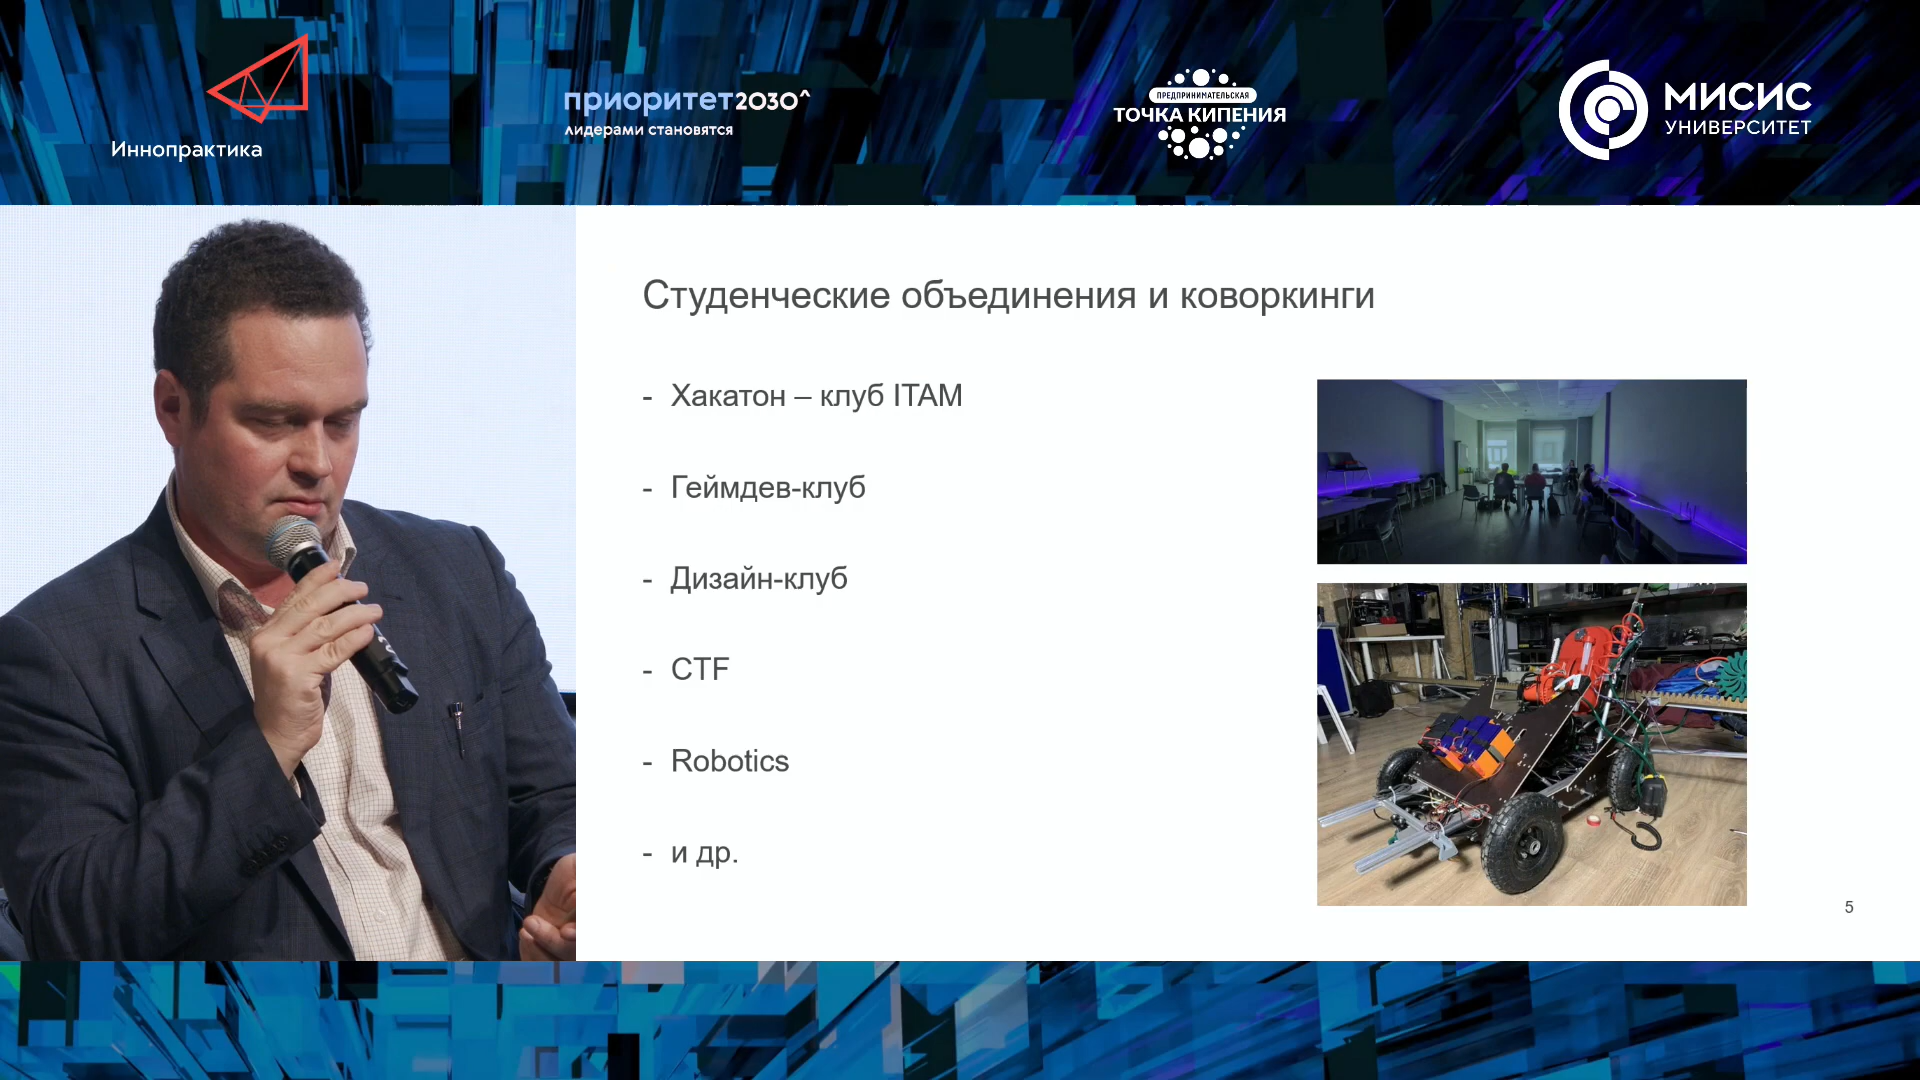 Иннопрактика
приоритет2030^
лидерами становятся
ПРЕДПРИНИМАТЕЛЬСКАЯ
ТОЧКА КИПЕНИЯ
МИСИС
УНИВЕРСИТЕТ
Студенческие объединения и коворкинги
- Хакатон – клуб ITAM
- Геймдев-клуб
- Дизайн-клуб
- CTF
- Robotics
- и др.
5